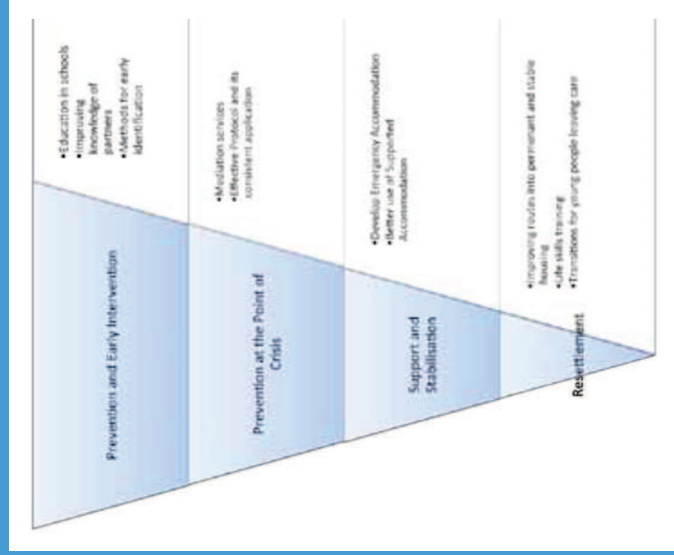 Prevention and Early Intervention
•Education in schools
•Improving
knowledge of
partners
•Methods for early
identification
Prevention at the Point of
Crisis
•Mediation services
•Effective Protocol and its
consistent application
Support and
Stabilisation
•Develop Emergency Accommodation
•Better use of Supported
Accommodation
Resettlement
•Improving routes into permanent and stable
housing
•Life skills training
•Transitions for young people leaving care